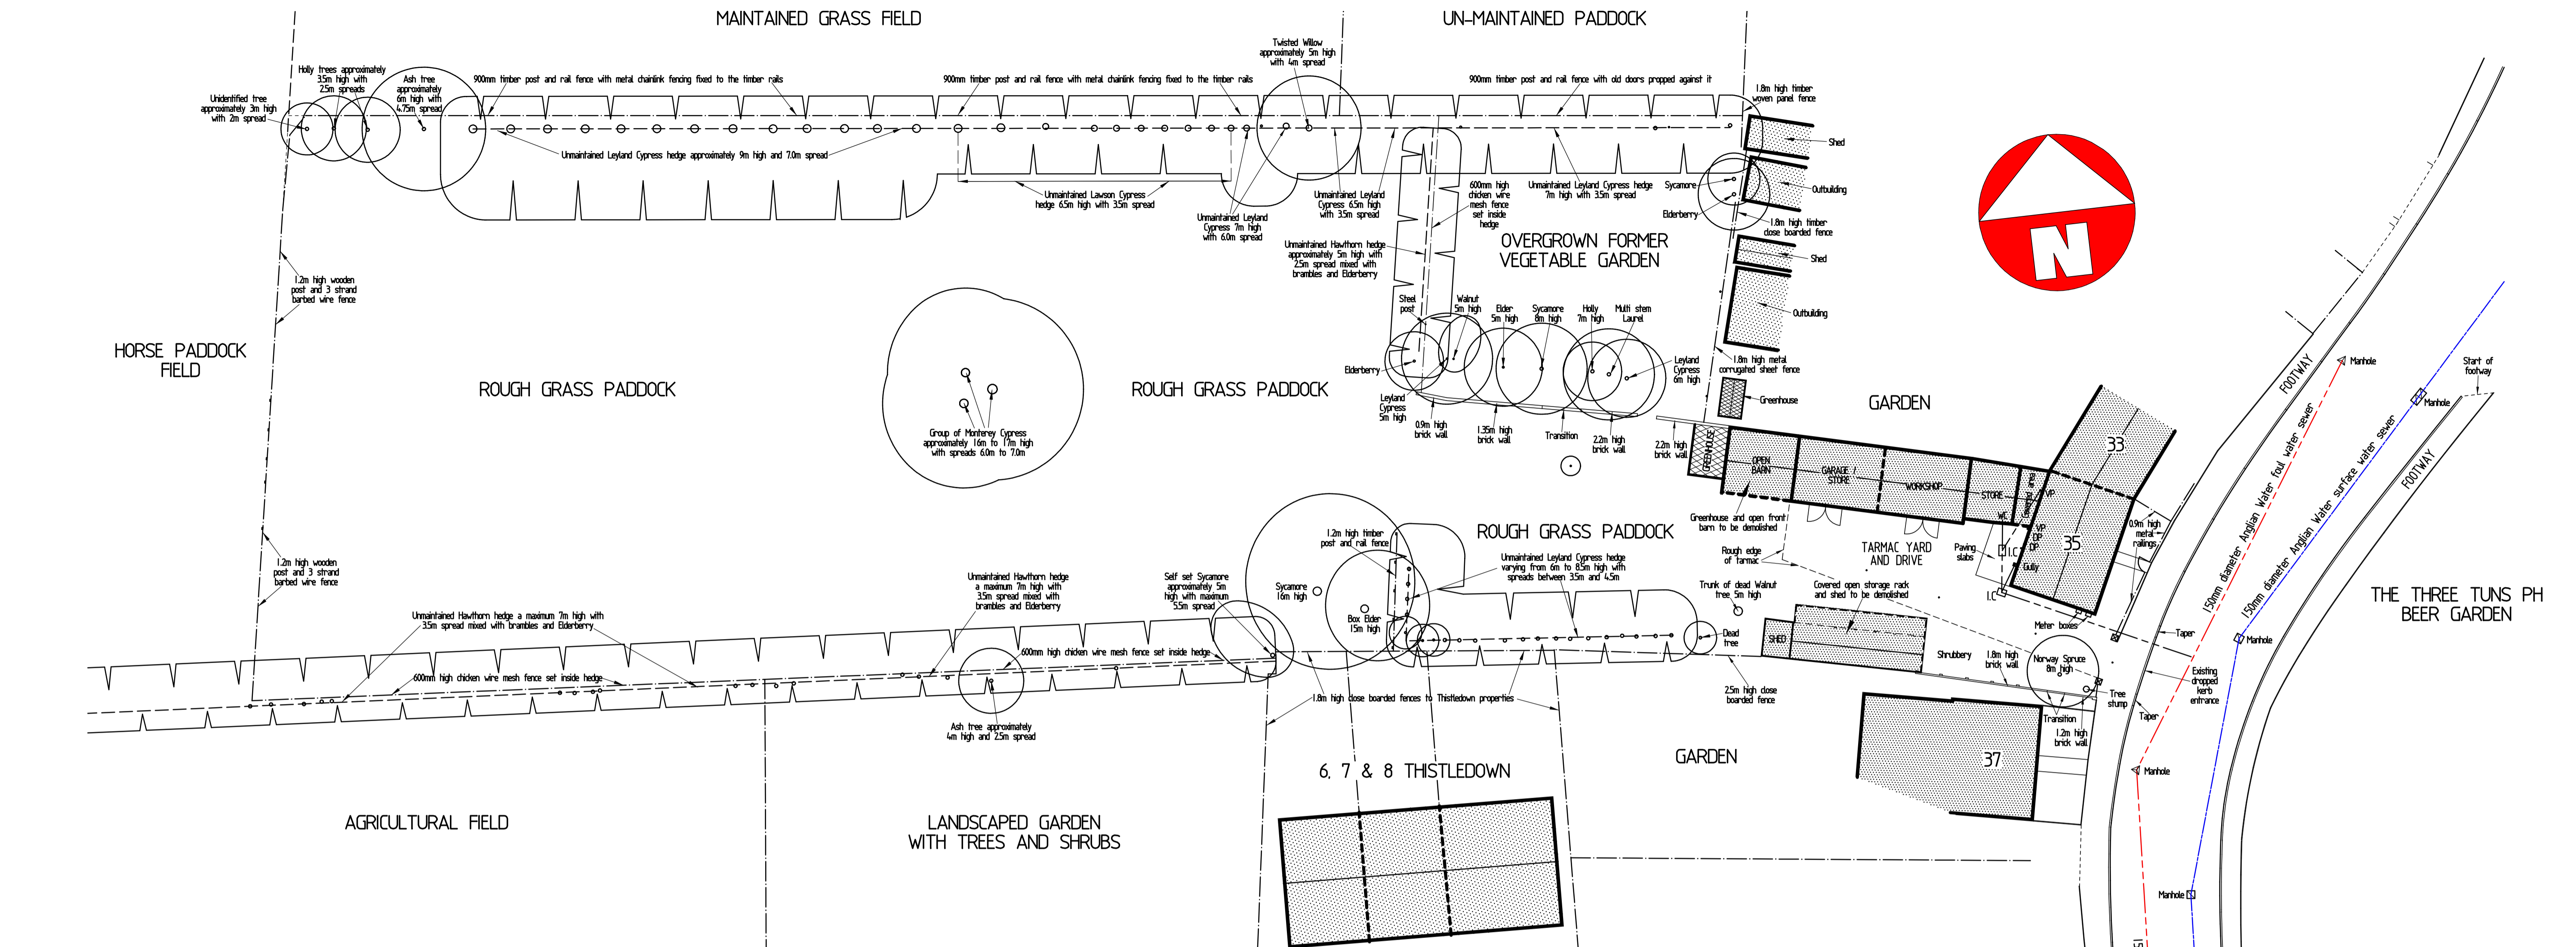 MAINTAINED GRASS FIELD
UN-MAINTAINED PADDOCK
Holly trees approximately
3.5m high with
2.5m spreads
Ash tree
approximately
6m high with
4.75m spread
Unidentified tree
approximately 3m high
with 2m spread
900mm timber post and rail fence with metal chainlink fencing fixed to the timber rails
900mm timber post and rail fence with metal chainlink fencing fixed to the timber rails
Twisted Willow
approximately 5m high
with 4m spread
900mm timber post and rail fence with old doors propped against it
1.8m high timber
woven panel fence
Shed
Unmaintained Leyland Cypress hedge approximately 9m high and 7.0m spread
Unmaintained Lawson Cypress
hedge 6.5m high with 3.5m spread
Unmaintained Leyland
Cypress 7m high
with 6.0m spread
Unmaintained Leyland
Cypress 6.5m high
with 3.5m spread
600mm high
chicken wire
mesh fence
set inside
hedge
Unmaintained Leyland Cypress hedge
7m high with 3.5m spread
Sycamore
Elderberry
Outbuilding
1.8m high timber
close boarded fence
Unmaintained Hawthorn hedge
approximately 5m high with
2.5m spread mixed with
brambles and Elderberry
OVERGROWN FORMER
VEGETABLE GARDEN
Shed
Outbuilding
N
1.2m high wooden
post and 3 strand
barbed wire fence
HORSE PADDOCK
FIELD
ROUGH GRASS PADDOCK
ROUGH GRASS PADDOCK
Steel
post
Walnut
5m high
Elder
5m high
Sycamore
8m high
Holly
7m high
Multi stem
Laurel
Elderberry
Leyland
Cypress
6m high
1.8m high metal
corrugated sheet fence
Greenhouse
GARDEN
Leyland
Cypress
5m high
0.9m high
brick wall
1.35m high
brick wall
Transition
2.2m high
brick wall
2.2m high
brick wall
Group of Monterey Cypress
approximately 16m to 17m high
with spreads 6.0m to 7.0m
GREENHOUSE
OPEN
BARN
GARAGE /
STORE
WORKSHOP
STORE
Covered area
VP
33
35
W/L
VP
DP
DP
I.C
Gully
I.C
Paving
slabs
0.9m high
metal
railings
Greenhouse and open front
barn to be demolished
Rough edge
of tarmac
TARMAC YARD
AND DRIVE
ROUGH GRASS PADDOCK
1.2m high timber
post and rail fence
Unmaintained Leyland Cypress hedge
varying from 6m to 8.5m high with
spreads between 3.5m and 4.5m
Trunk of dead Walnut
tree 5m high
Covered open storage rack
and shed to be demolished
1.2m high wooden
post and 3 strand
barbed wire fence
Unmaintained Hawthorn hedge a maximum 7m high with
3.5m spread mixed with brambles and Elderberry
Unmaintained Hawthorn hedge
a maximum 7m high with
3.5m spread mixed with
brambles and Elderberry
Self set Sycamore
approximately 5m
high with maximum
5.5m spread
Sycamore
16m high
Box Elder
15m high
Dead
tree
SHED
Meter boxes
Shrubbery
1.8m high
brick wall
Norway Spruce
8m high
Taper
Existing
dropped
kerb
entrance
Tree
stump
Taper
Transition
1.2m high
brick wall
600mm high chicken wire mesh fence set inside hedge
600mm high chicken wire mesh fence set inside hedge
1.8m high close boarded fences to Thistledown properties
2.5m high close
boarded fence
Ash tree approximately
4m high and 2.5m spread
GARDEN
37
6, 7 & 8 THISTLEDOWN
AGRICULTURAL FIELD
LANDSCAPED GARDEN
WITH TREES AND SHRUBS
FOOTWAY
150mm diameter Anglian Water foul water sewer
150mm diameter Anglian Water surface water sewer
FOOTWAY
Manhole
Manhole
Start of
footway
Manhole
Manhole
Manhole
THE THREE TUNS PH
BEER GARDEN